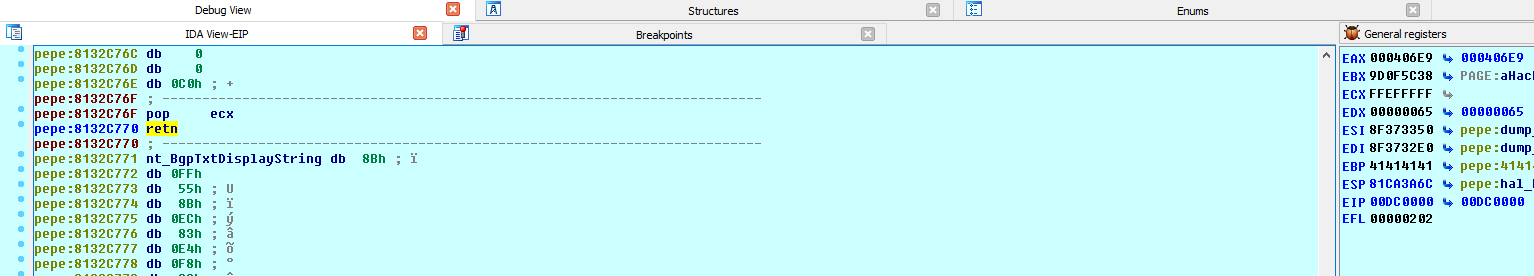 Debug View
Structures
Enums
IDA View-EIP
Breakpoints
General registers
pepe:8132C76C db 0
pepe:8132C76D db 0
pepe:8132C76E db 0C0h ; +
pepe:8132C76F ; ---------------------------------------------------------------------------
pepe:8132C76F pop ecx
pepe:8132C770 retn
pepe:8132C770 ; ---------------------------------------------------------------------------
pepe:8132C771 nt_BgpTxtDisplayString db 8Bh ; ï
pepe:8132C772 db 0FFh
pepe:8132C773 db 55h ; U
pepe:8132C774 db 8Bh ; ï
pepe:8132C775 db 0ECh ; ý
pepe:8132C776 db 83h ; â
pepe:8132C777 db 0E4h ; õ
pepe:8132C778 db 0F8h ; °
EAX 000406E9 000406E9
EBX 9D0F5C38 PAGE:aHac
ECX FFEFFFFF
EDX 00000065 00000065
ESI 8F373350 pepe:dump_
EDI 8F3732E0 pepe:dump_
EBP 41414141 pepe:4141
ESP 81CA3A6C pepe:hal_
EIP 00DC0000 00DC0000
EFL 00000202